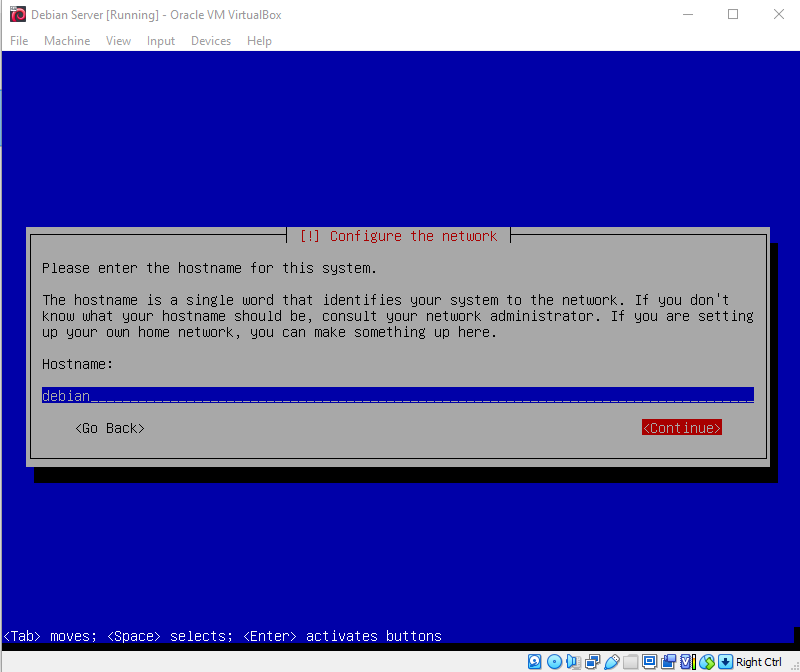 Debian Server [Running] - Oracle VM VirtualBox
File Machine View Input Devices Help
[!] Configure the network
Please enter the hostname for this system.
The hostname is a single word that identifies your system to the network. If you don't
know what your hostname should be, consult your network administrator. If you are setting
up your own home network, you can make something up here.
Hostname:
debian
<Go Back> <Continue>
<Tab> moves; <Space> selects; <Enter> activates buttons
Right Ctrl